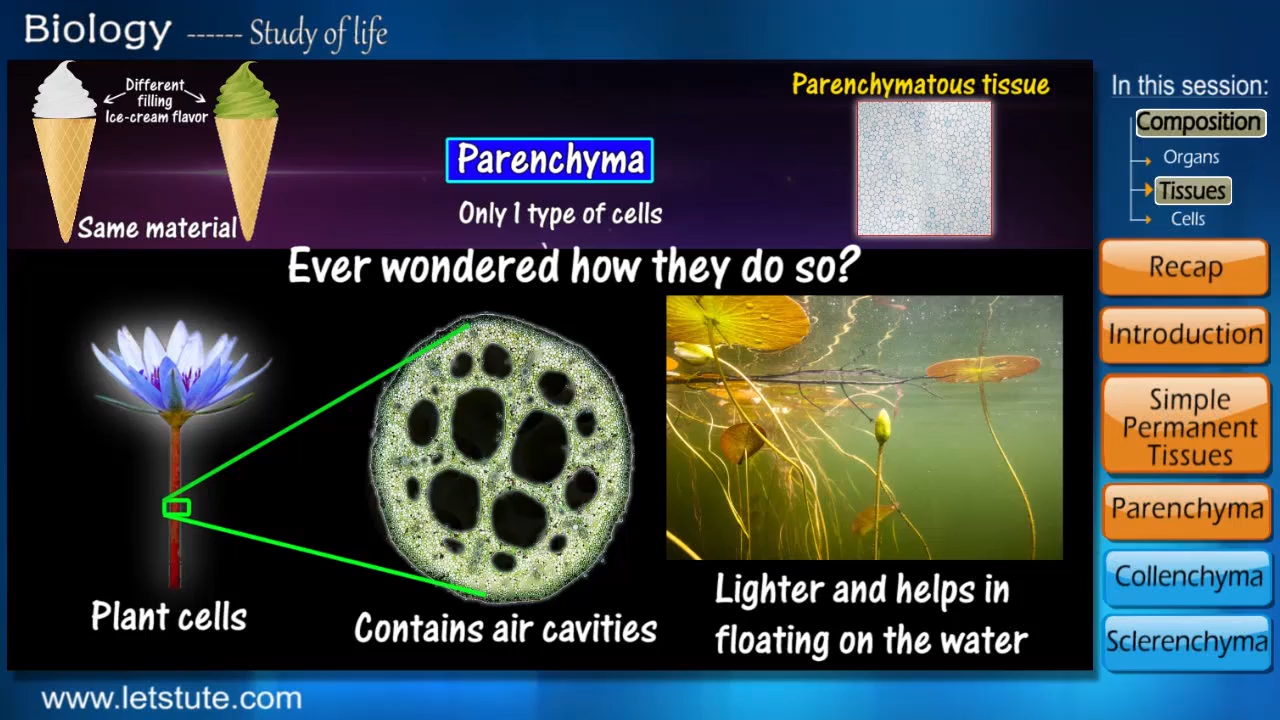 Biology ------ Study of life
Different
filling
Ice-cream flavor
Same material
Parenchyma
Only 1 type of cells
Parenchymatous tissue
Ever wondered how they do so?
Plant cells
Contains air cavities
Lighter and helps in
floating on the water
In this session:
Composition
Organs
Tissues
Cells
Recap
Introduction
Simple
Permanent
Tissues
Parenchyma
Collenchyma
Sclerenchyma
www.letstute.com